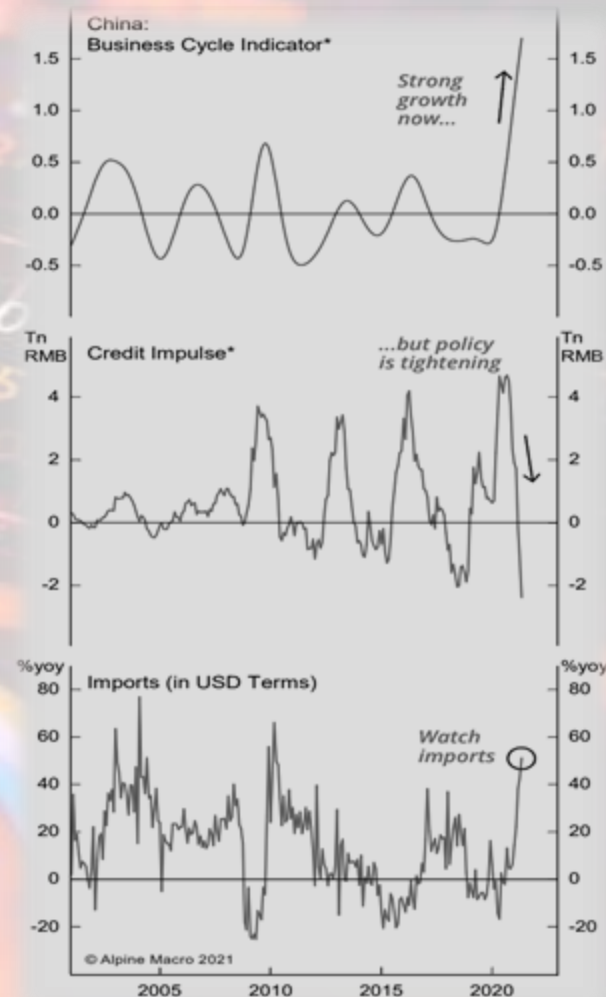 China:
Business Cycle Indicator*
1.5
1.0
0.5
0.0
-0.5
1.5
1.0
0.5
0.0
-0.5
Strong
growth
now...
Tn
RMB
Credit Impulse*
...but policy
is tightening
Tn
RMB
4
2
0
-2
4
2
0
-2
%yoy
Imports (in USD Terms)
%yoy
80
60
40
20
0
-20
80
60
40
20
0
-20
Watch
imports
© Alpine Macro 2021
2005
2010
2015
2020